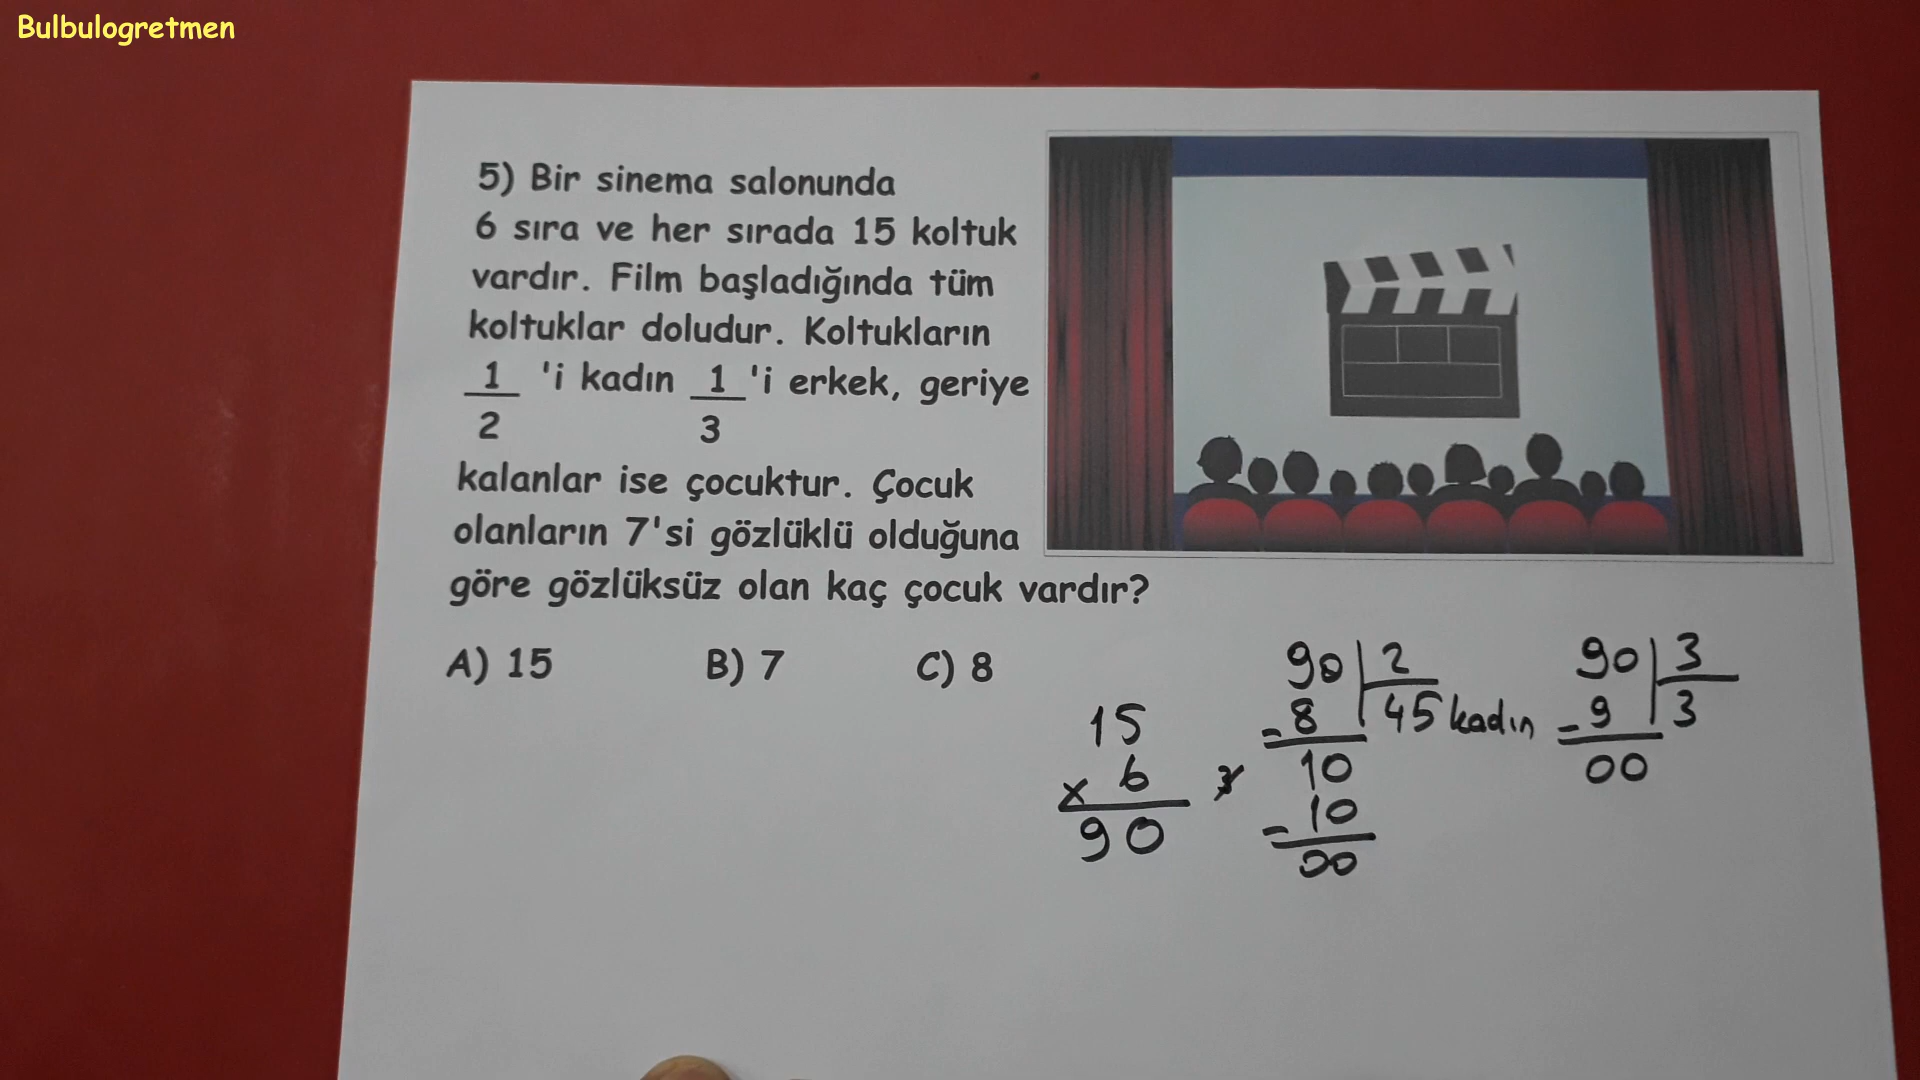 Bulbulogretmen
5) Bir sinema salonunda
6 sıra ve her sırada 15 koltuk
vardır. Film başladığında tüm
koltuklar doludur. Koltukların
1/2 'i kadın 1/3 'i erkek, geriye
kalanlar ise çocuktur. Çocuk
olanların 7'si gözlüklü olduğuna
göre gözlüksüz olan kaç çocuk vardır?
A) 15 B) 7 C) 8
15
x 6
90
90 2
- 8 45 kadın
10
- 10
00
90 3
- 9 3
00